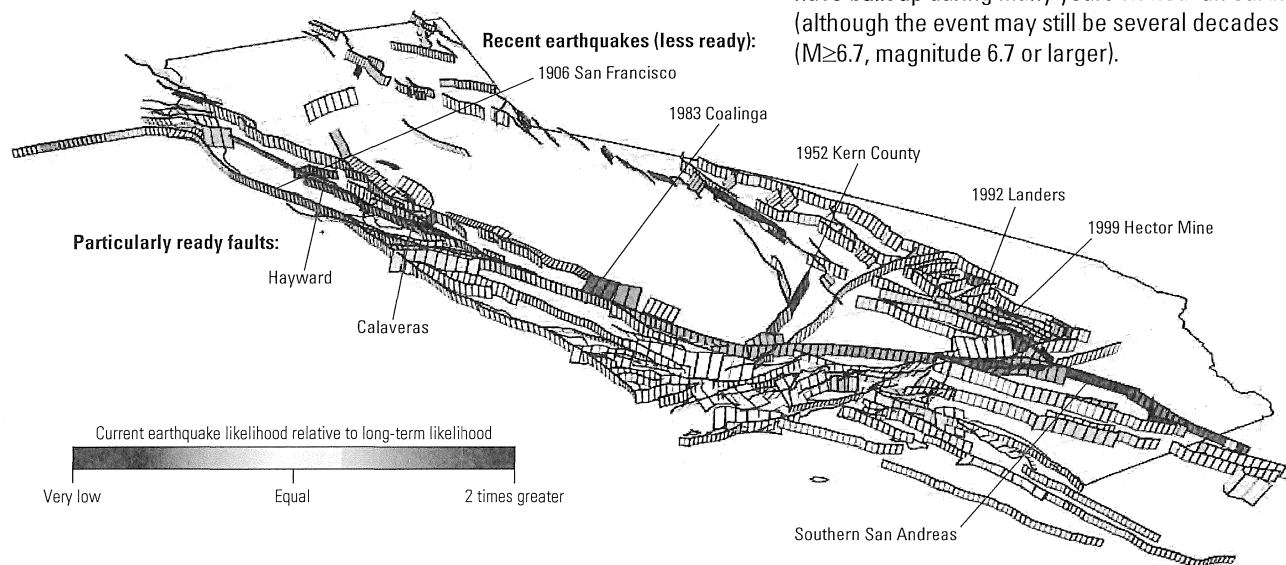 (although the event may still be several decades
(M≥6.7, magnitude 6.7 or larger).
Recent earthquakes (less ready):
1906 San Francisco
1983 Coalinga
1952 Kern County
1992 Landers
1999 Hector Mine
Particularly ready faults:
Hayward
Calaveras
Southern San Andreas
Current earthquake likelihood relative to long-term likelihood
Very low
Equal
2 times greater